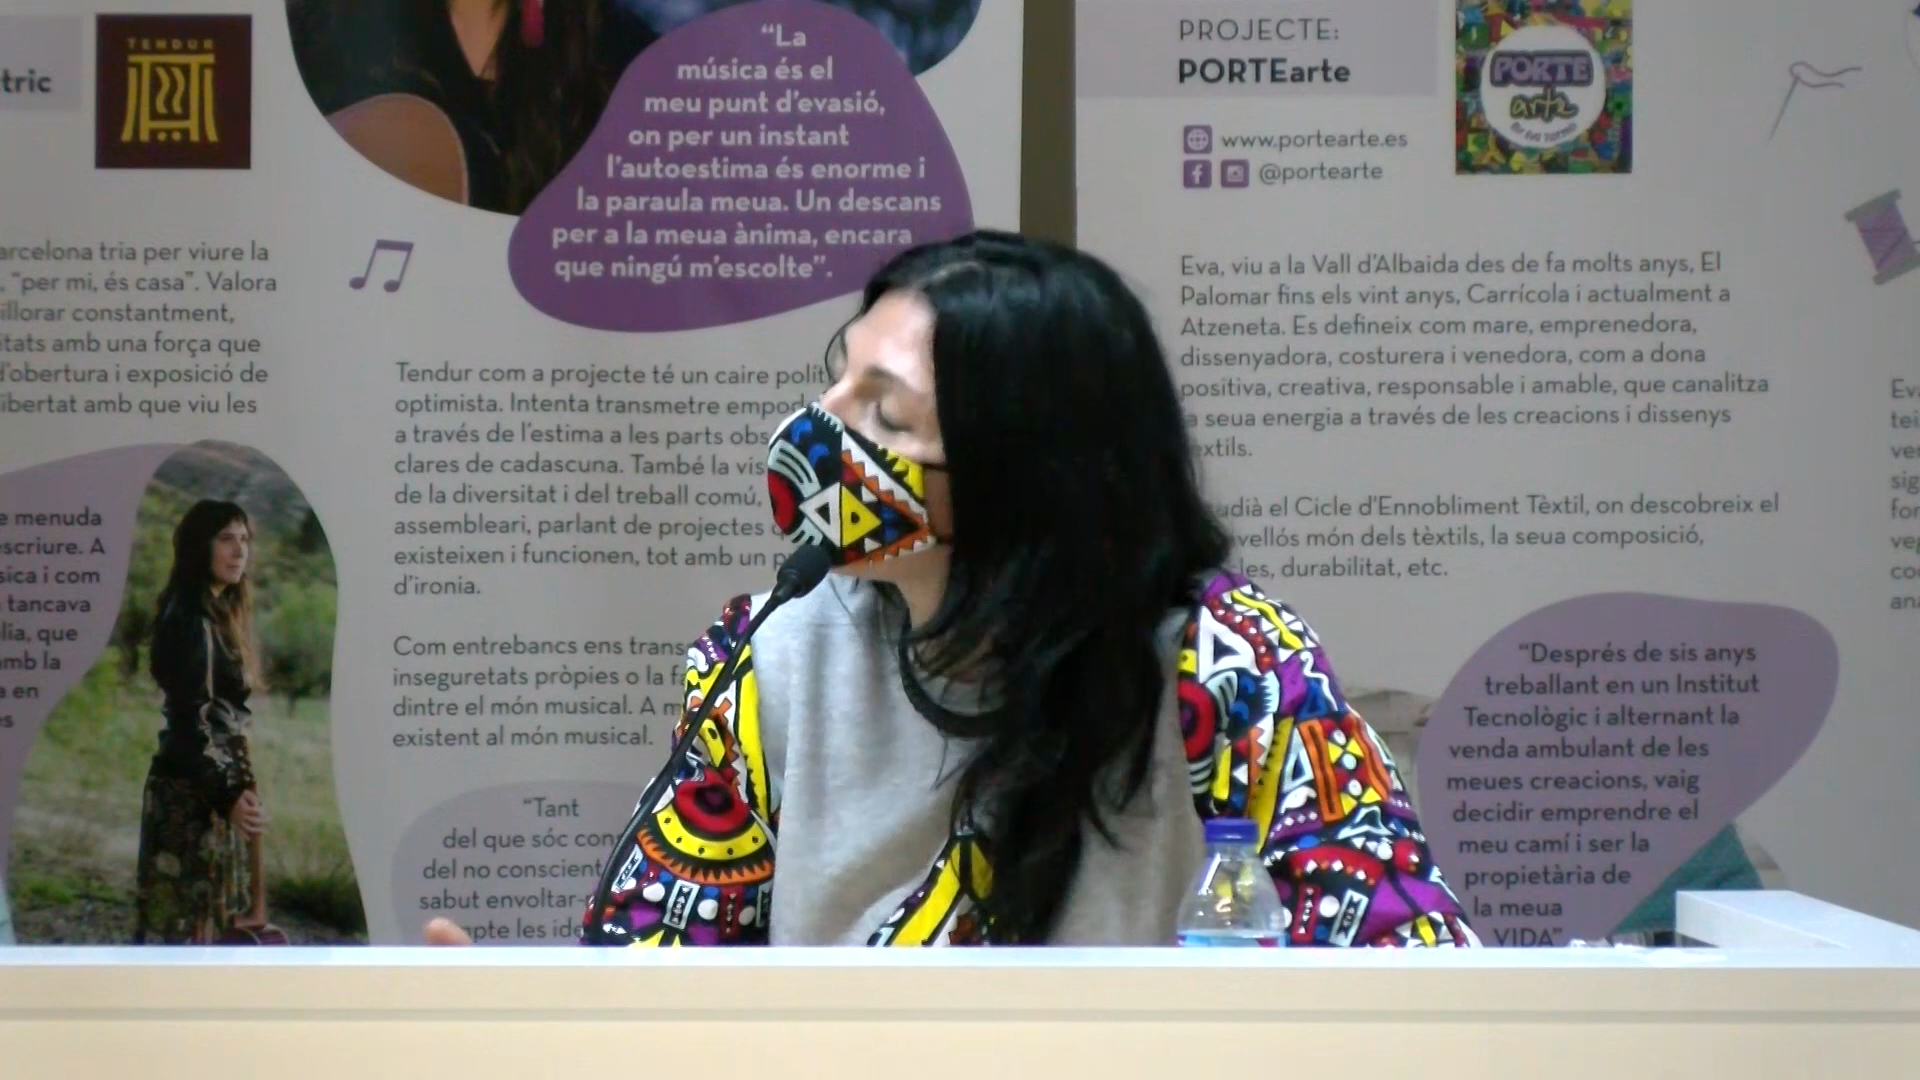 tric
TENDUR
arcelona tria per viure la
, “per mi, és casa”. Valora
illorar constantment,
itats amb una força que
d’obertura i exposició de
libertat amb que viu les
e menuda
escriure. A
sica i com
tancava
lia, que
amb la
a en
“La
música és el
meu punt d’evasió,
on per un instant
l’autoestima és enorme i
la paraula meua. Un descans
per a la meua ànima, encara
que ningú m’escolte”.
Tendur com a projecte té un caire polít
optimista. Intenta transmetre empod
a través de l’estima a les parts obs
clares de cadascuna. També la vis
de la diversitat i del treball comú,
assembleari, parlant de projectes
existeixen i funcionen, tot amb un p
d’ironia.
Com entrebancs ens trans
inseguretats pròpies o la fa
dintre el món musical. A m
existent al món musical.
“Tant
del que sóc con
del no conscient
sabut envoltar-
mpte les ide
PROJECTE:
PORTEarte
PORTE
arte
www.portearte.es
@portearte
Eva, viu a la Vall d’Albaida des de fa molts anys, El
Palomar fins els vint anys, Carrícola i actualment a
Atzeneta. Es defineix com mare, emprenedora,
dissenyadora, costurera i venedora, com a dona
positiva, creativa, responsable i amable, que canalitza
a seua energia a través de les creacions i dissenys
extils.
udià el Cicle d'Ennobliment Tèxtil, on descobreix el
vellós món dels tèxtils, la seua composició,
les, durabilitat, etc.
“Després de sis anys
treballant en un Institut
Tecnològic i alternant la
venda ambulant de les
meues creacions, vaig
decidir emprendre el
meu camí i ser la
propietària de
la meua
VIDA”
Ev
tei
ve
sig
for
ve
co
an